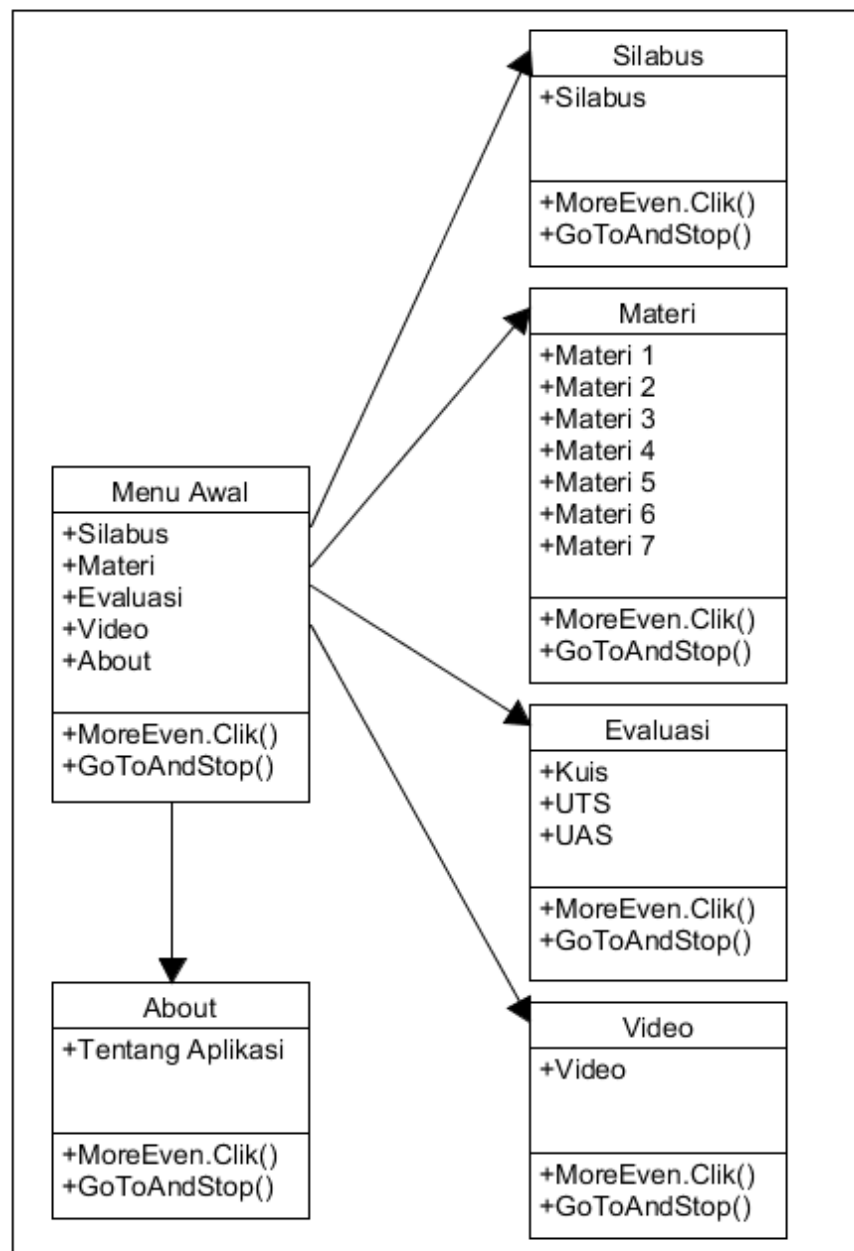 Silabus
+Silabus
+MoreEven.Clik()
+GoToAndStop()
Materi
+Materi 1
+Materi 2
+Materi 3
+Materi 4
+Materi 5
+Materi 6
+Materi 7
+MoreEven.Clik()
+GoToAndStop()
Menu Awal
+Silabus
+Materi
+Evaluasi
+Video
+About
+MoreEven.Clik()
+GoToAndStop()
Evaluasi
+Kuis
+UTS
+UAS
+MoreEven.Clik()
+GoToAndStop()
About
+Tentang Aplikasi
+MoreEven.Clik()
+GoToAndStop()
Video
+Video
+MoreEven.Clik()
+GoToAndStop()